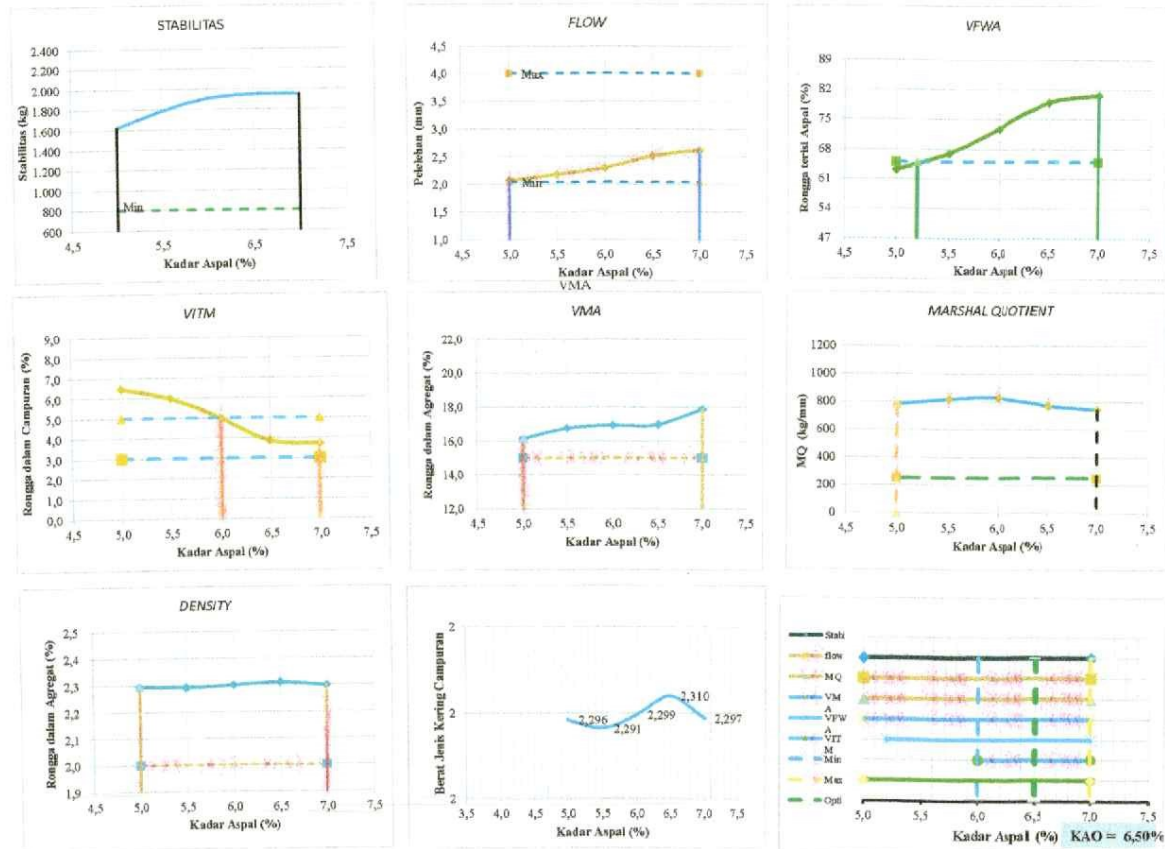 STABILITAS
2.400
2.200
2.000
1.800
1.600
1.400
1.200
1.000
800
600
Min
4,5 5,5 6,5 7,5
Kadar Aspal (%)
Stabilitas (kg)
FLOW
4,5
4,0
3,5
3,0
2,5
2,0
1,5
1,0
Max
Min
4,5 5,0 5,5 6,0 6,5 7,0 7,5
Kadar Aspal (%)
Pelelehan (mm)
VFWA
89
82
75
68
61
54
47
4,5 5,0 5,5 6,0 6,5 7,0 7,5
Kadar Aspal (%)
Rongga terisi Aspal (%)
VITM
9,0
8,0
7,0
6,0
5,0
4,0
3,0
2,0
1,0
0,0
4,5 5,0 5,5 6,0 6,5 7,0 7,5
Kadar Aspal (%)
Rongga dalam Campuran (%)
VMA
VMA
22,0
20,0
18,0
16,0
14,0
12,0
4,5 5,0 5,5 6,0 6,5 7,0 7,5
Kadar Aspal (%)
Rongga dalam Agregat (%)
MARSHAL QUOTIENT
1200
1000
800
600
400
200
0
4,5 5,0 5,5 6,0 6,5 7,0 7,5
Kadar Aspal (%)
MQ (kg/mm)
DENSITY
2,5
2,4
2,3
2,2
2,1
2,0
1,9
4,5 5,0 5,5 6,0 6,5 7,0 7,5
Kadar Aspal (%)
Rongga dalam Agregat (%)
2
2
2
2,296
2,291
2,299
2,310
2,297
4,5 5,0 5,5 6,0 6,5 7,0 7,5
Kadar Aspal (%)
Berat Jenis Kering Campuran
Stabi
flow
MQ
VM
A
VFW
A
VIT
M
Min
Max
Opti
5,0 5,5 6,0 6,5 7,0 7,5
Kadar Aspal (%) KAO = 6,50%